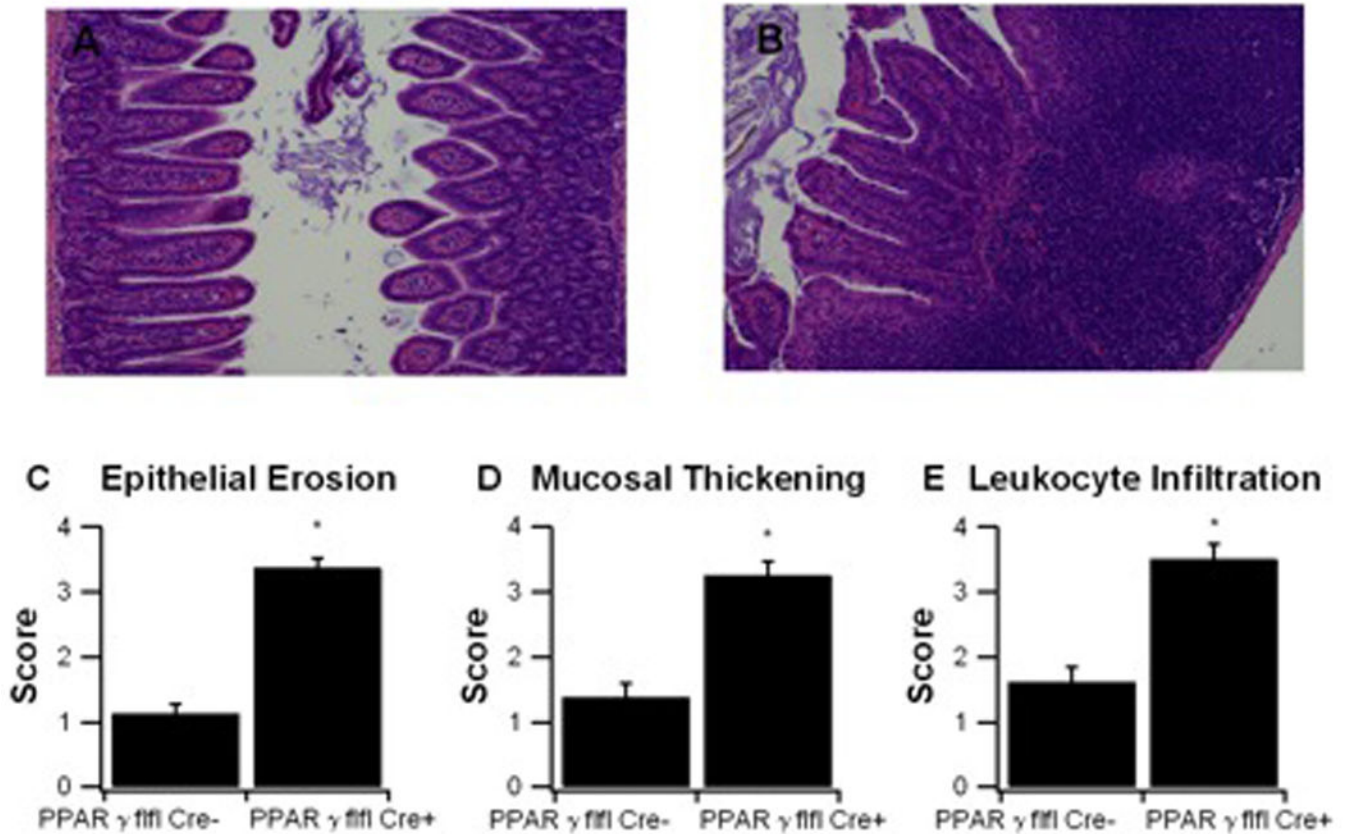 A
B
C Epithelial Erosion
4
3
2
1
0
Score
*
PPAR γ flfl Cre-
PPAR γ flfl Cre+
D Mucosal Thickening
4
3
2
1
0
Score
*
PPAR γ flfl Cre-
PPAR γ flfl Cre+
E Leukocyte Infiltration
4
3
2
1
0
Score
*
PPAR γ flfl Cre-
PPAR γ flfl Cre+